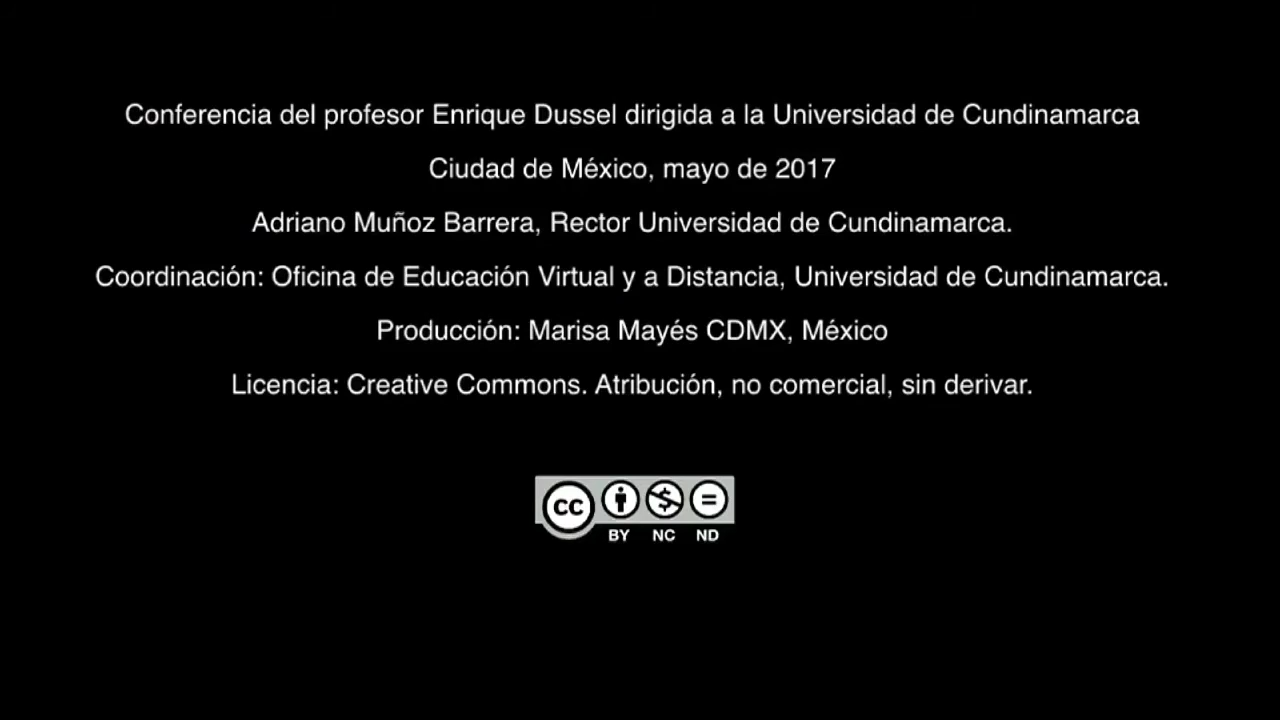 Conferencia del profesor Enrique Dussel dirigida a la Universidad de Cundinamarca
Ciudad de México, mayo de 2017
Adriano Muñoz Barrera, Rector Universidad de Cundinamarca.
Coordinación: Oficina de Educación Virtual y a Distancia, Universidad de Cundinamarca.
Producción: Marisa Mayés CDMX, México
Licencia: Creative Commons. Atribución, no comercial, sin derivar.
cc $ =
BY NC ND